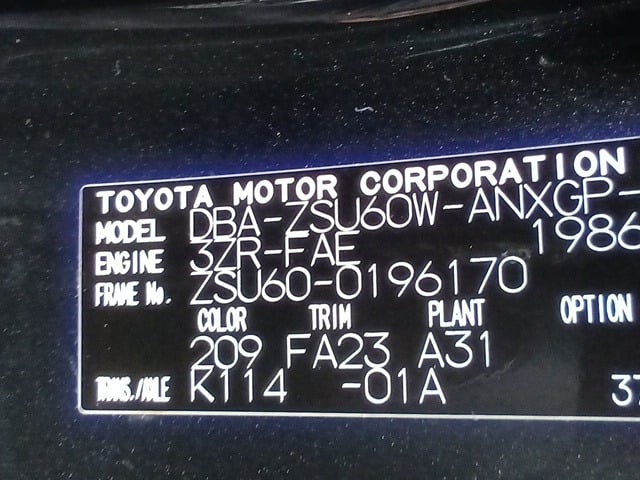 TOYOTA MOTOR CORPORATION
MODEL DBA-ZSU60W-ANXGP-
ENGINE 3ZR-FAE 1986
FRAME No. ZSU60-0196170
COLOR TRIM PLANT OPTION
209 FA23 A31
TRANS./AXLE K114 -01A 37